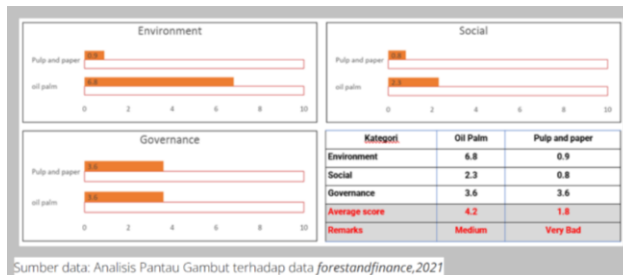 Environment
Pulp and paper 0.9
oil palm 6.8
0 2 4 6 8 10
Social
Pulp and paper 0.8
oil palm 2.3
0 2 4 6 8 10
Governance
Pulp and paper 3.6
oil palm 3.6
0 2 4 6 8 10
Kategori Oil Palm Pulp and paper
Environment 6.8 0.9
Social 2.3 0.8
Governance 3.6 3.6
Average score 4.2 1.8
Remarks Medium Very Bad
Sumber data: Analisis Pantau Gambut terhadap data forestandfinance,2021